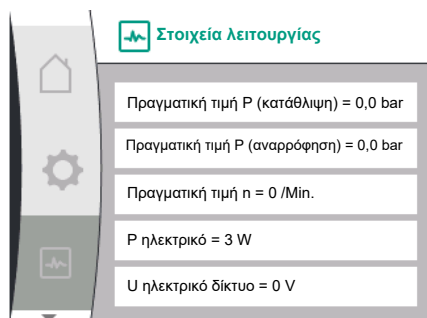 Στοιχεία λειτουργίας
Πραγματική τιμή P (κατάθλιψη) = 0,0 bar
Πραγματική τιμή P (αναρρόφηση) = 0,0 bar
Πραγματική τιμή n = 0 /Min.
P ηλεκτρικό = 3 W
U ηλεκτρικό δίκτυο = 0 V